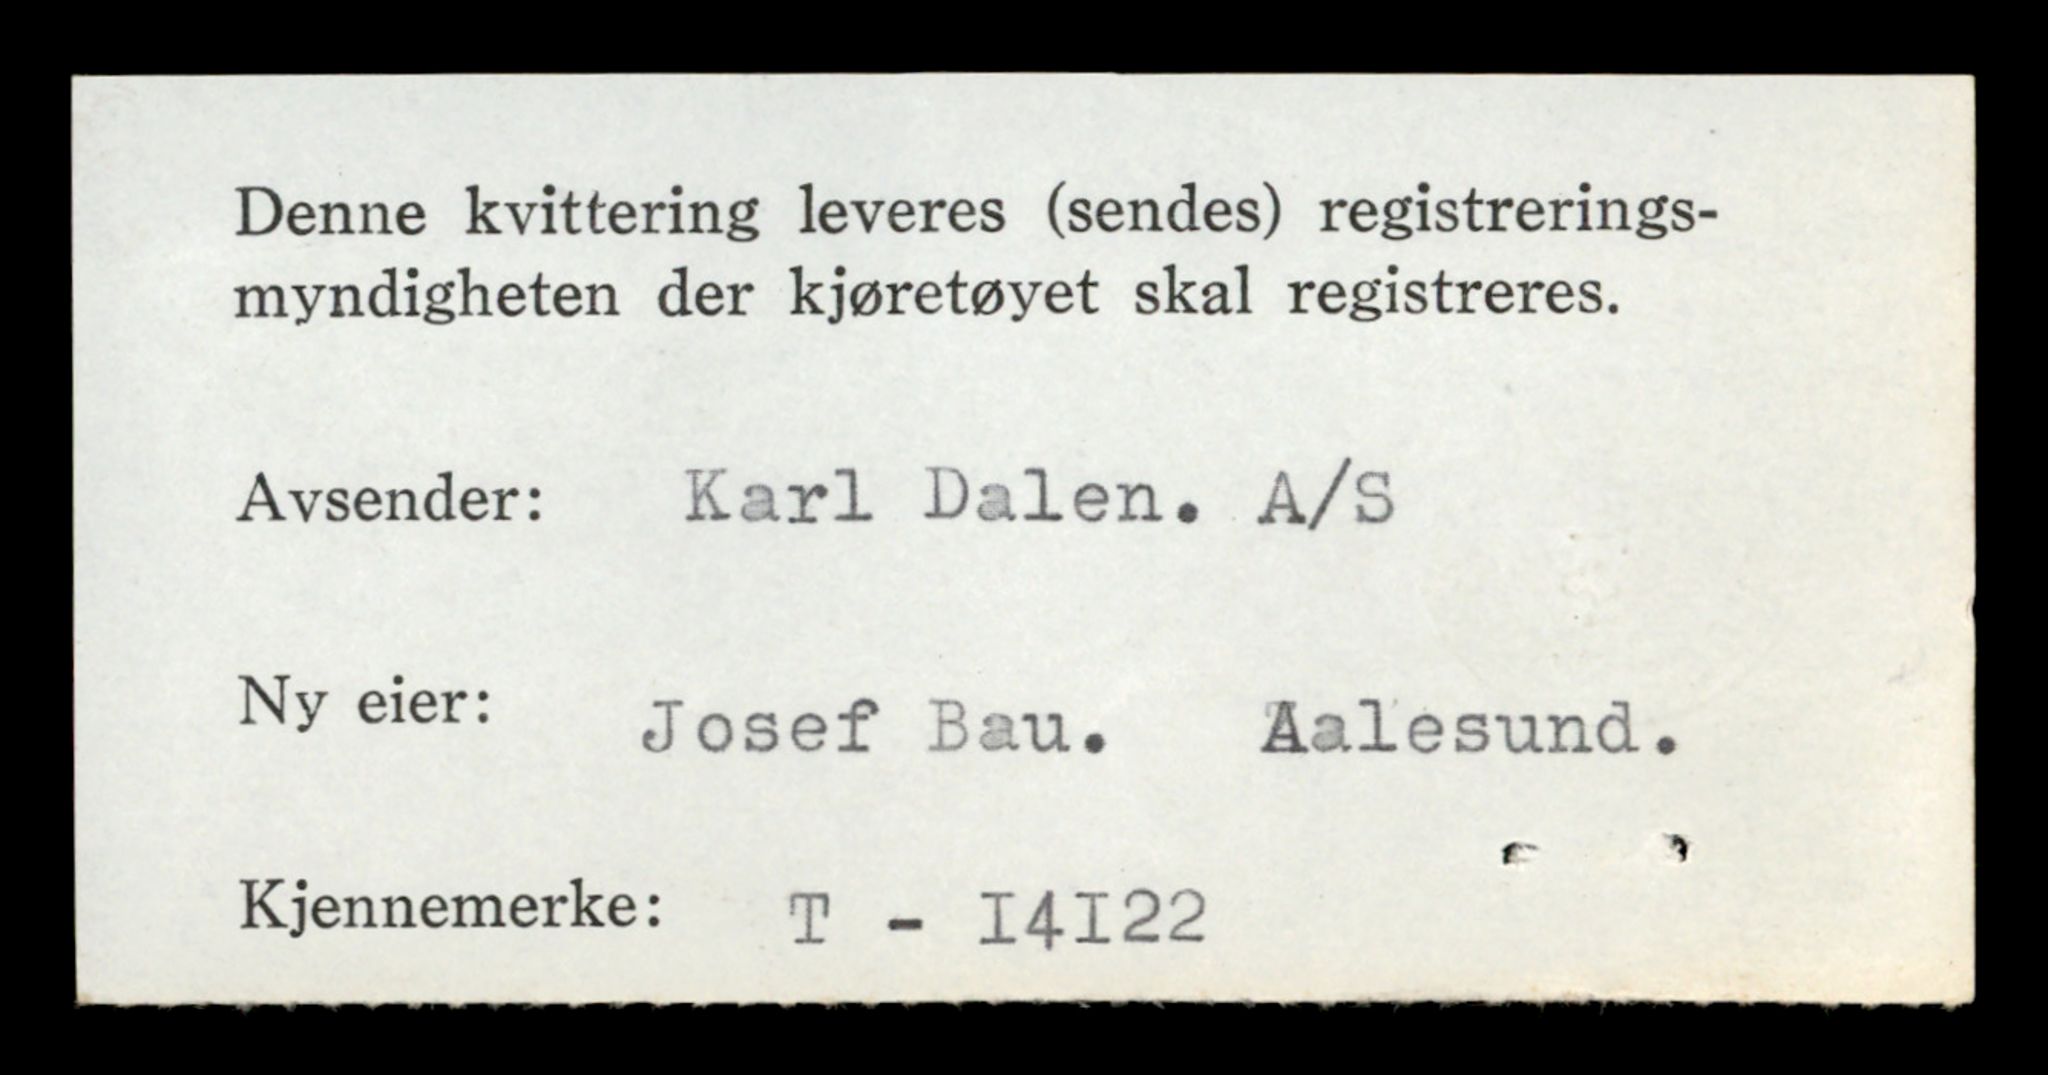 Denne kvittering leveres (sendes) registrerings-
myndigheten der kjøretøyet skal registreres.
Avsender: Karl Dalen. A/S
Ny eier: Josef Bau. Aalesund.
Kjennemerke: T - I4I22